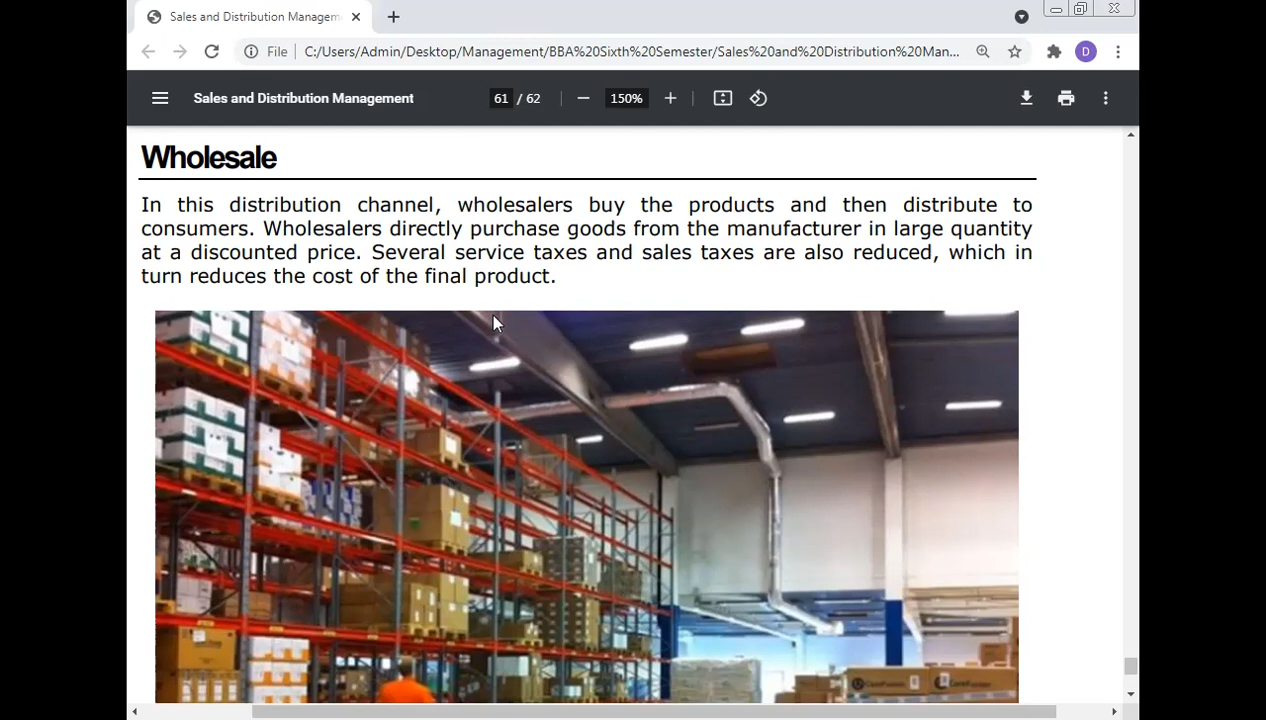 Sales and Distribution Managem
File
C:/Users/Admin/Desktop/Management/BBA%20Sixth%20Semester/Sales%20and%20Distribution%20Man...
D
Sales and Distribution Management
61 / 62
150%
Wholesale
In this distribution channel, wholesalers buy the products and then distribute to
consumers. Wholesalers directly purchase goods from the manufacturer in large quantity
at a discounted price. Several service taxes and sales taxes are also reduced, which in
turn reduces the cost of the final product.